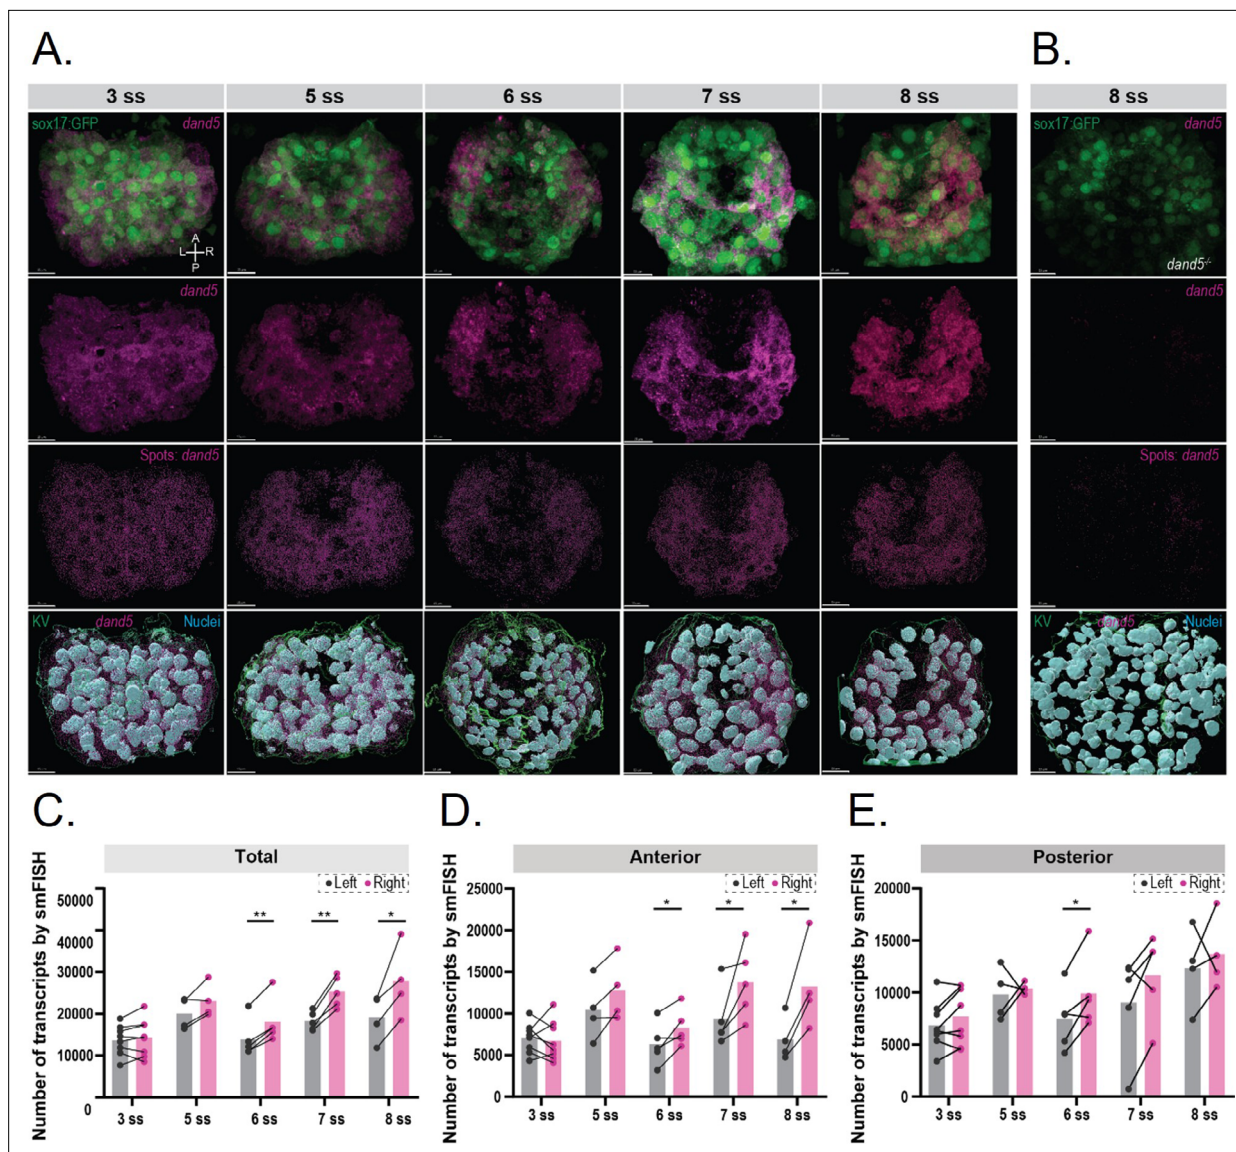 A.
B.
3 ss
5 ss
6 ss
7 ss
8 ss
8 ss
sox17:GFP
dand5
A
L
R
P
sox17:GFP
dand5
dand5-/-
dand5
dand5
Spots: dand5
Spots: dand5
KV
dand5
Nuclei
KV
dand5
Nuclei
C.
D.
E.
Total
Left
Right
Number of transcripts by smFISH
50000
40000
30000
20000
10000
0
**
**
*
3 ss
5 ss
6 ss
7 ss
8 ss
Anterior
Left
Right
Number of transcripts by smFISH
25000
20000
15000
10000
5000
0
*
*
*
3 ss
5 ss
6 ss
7 ss
8 ss
Posterior
Left
Right
Number of transcripts by smFISH
20000
15000
10000
5000
0
*
3 ss
5 ss
6 ss
7 ss
8 ss